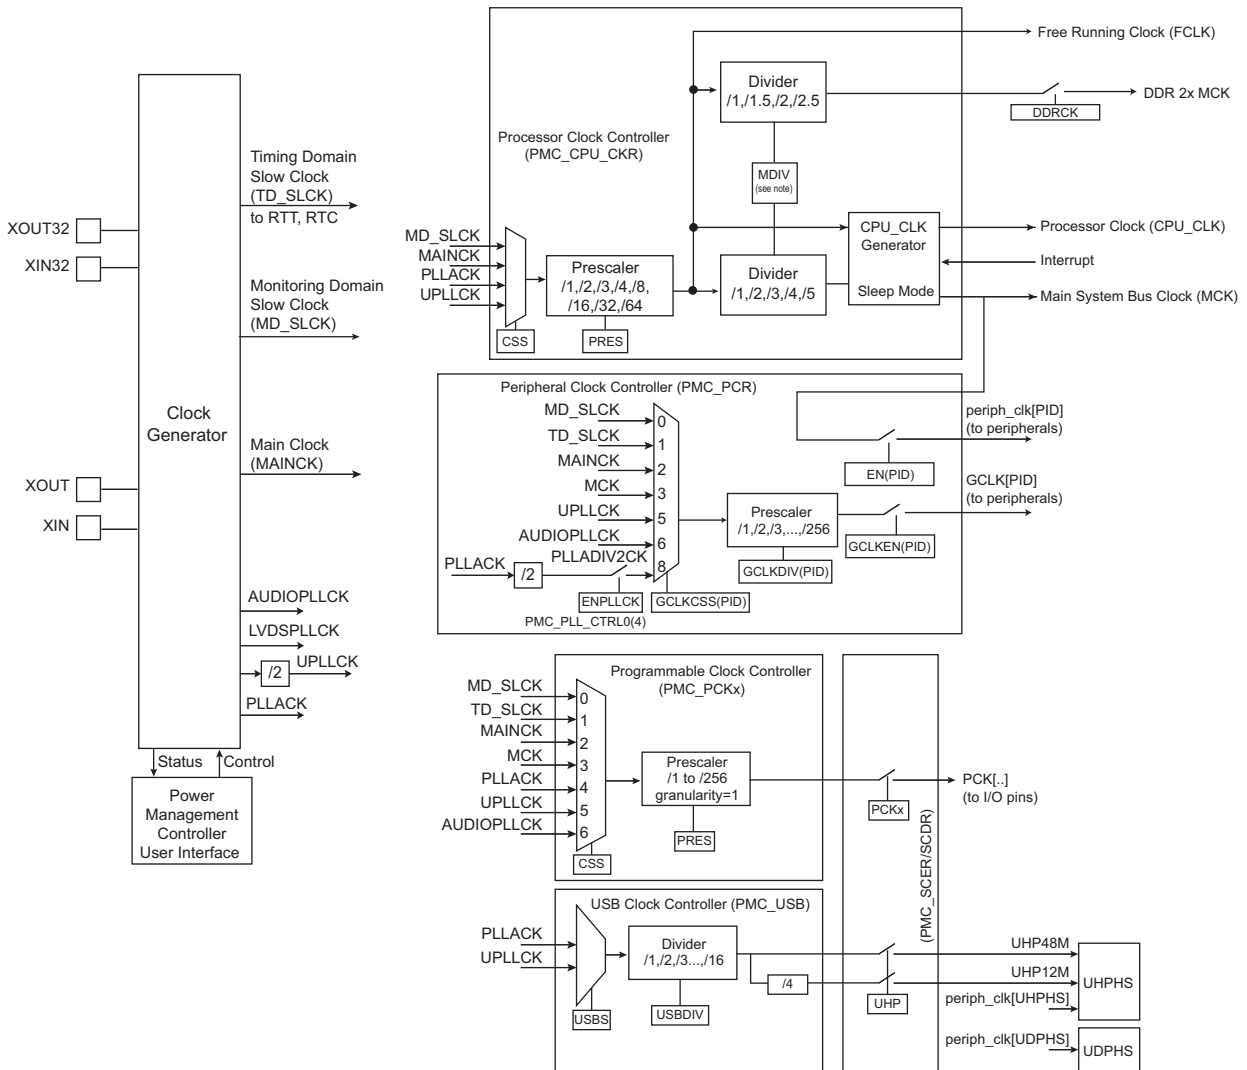 XOUT32
XIN32
XOUT
XIN
Clock
Generator
Timing Domain
Slow Clock
(TD_SLCK)
to RTT, RTC
Monitoring Domain
Slow Clock
(MD_SLCK)
Main Clock
(MAINCK)
AUDIOPLLCK
LVDSPLLCK
/2
UPLLCK
PLLACK
Status
Control
Power
Management
Controller
User Interface
Processor Clock Controller
(PMC_CPU_CKR)
MD_SLCK
MAINCK
PLLACK
UPLLCK
CSS
Prescaler
/1,/2,/3,/4,/8,
/16,/32,/64
PRES
Divider
/1,/1.5,/2,/2.5
MDIV
(see note)
Divider
/1,/2,/3,/4,/5
CPU_CLK
Generator
Sleep Mode
Free Running Clock (FCLK)
DDR 2x MCK
DDRCK
Processor Clock (CPU_CLK)
Interrupt
Main System Bus Clock (MCK)
Peripheral Clock Controller (PMC_PCR)
MD_SLCK
0
TD_SLCK
1
MAINCK
2
MCK
3
UPLLCK
5
AUDIOPLLCK
6
PLLACK
/2
PLLADIV2CK
8
ENPLLCK
PMC_PLL_CTRL0(4)
GCLKCSS(PID)
Prescaler
/1,/2,/3,...,/256
GCLKDIV(PID)
EN(PID)
GCLKEN(PID)
periph_clk[PID]
(to peripherals)
GCLK[PID]
(to peripherals)
Programmable Clock Controller
(PMC_PCKx)
MD_SLCK
0
TD_SLCK
1
MAINCK
2
MCK
3
PLLACK
4
UPLLCK
5
AUDIOPLLCK
6
CSS
Prescaler
/1 to /256
granularity=1
PRES
PCKx
PCK[..]
(to I/O pins)
(PMC_SCER/SCDR)
USB Clock Controller (PMC_USB)
PLLACK
UPLLCK
USBS
Divider
/1,/2,/3...,/16
USBDIV
/4
UHP
UHP48M
UHP12M
periph_clk[UHPHS]
UHPHS
periph_clk[UDPHS]
UDPHS